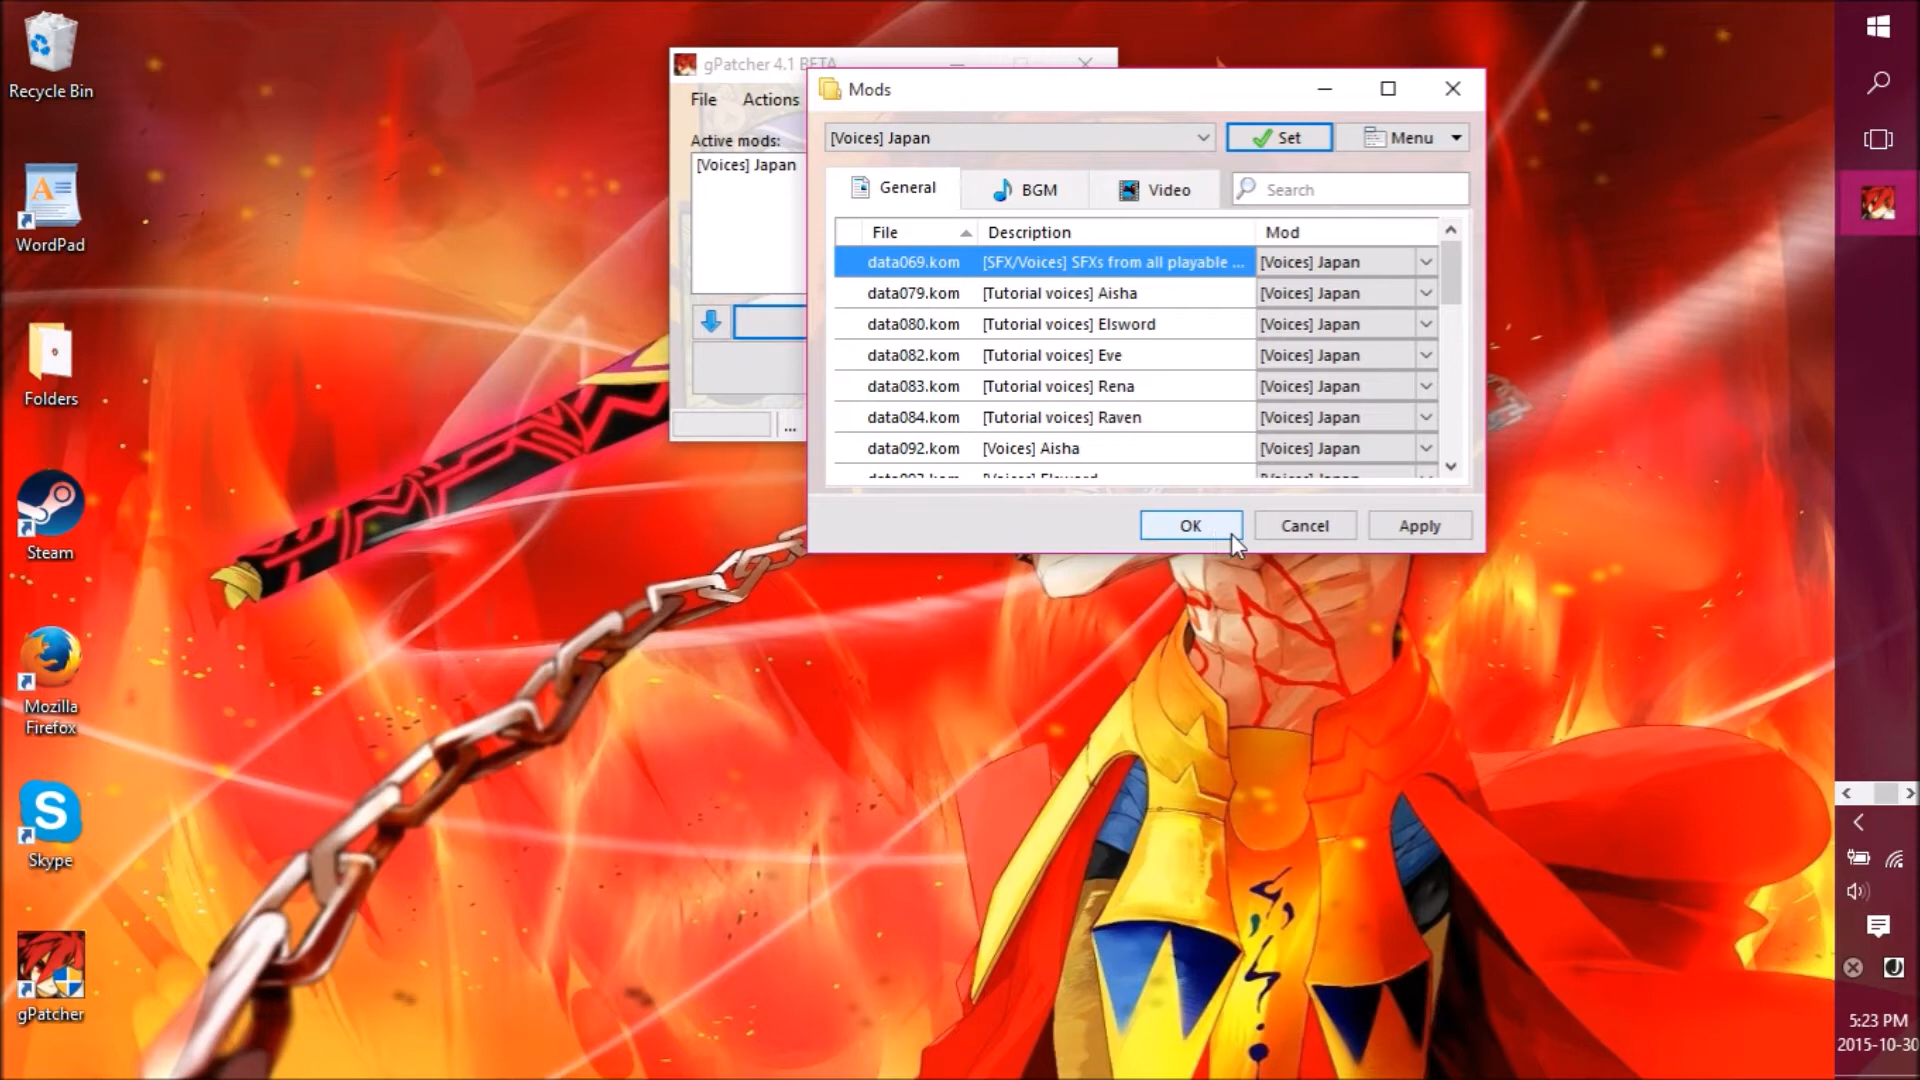 Recycle Bin
WordPad
Folders
Steam
Mozilla
Firefox
Skype
gPatcher
gPatcher 4.1 BETA
File Actions
Active mods:
[Voices] Japan
...
Mods
[Voices] Japan
Set
Menu
General
BGM
Video
Search
File Description Mod
data069.kom [SFX/Voices] SFXs from all playable ... [Voices] Japan
data079.kom [Tutorial voices] Aisha [Voices] Japan
data080.kom [Tutorial voices] Elsword [Voices] Japan
data082.kom [Tutorial voices] Eve [Voices] Japan
data083.kom [Tutorial voices] Rena [Voices] Japan
data084.kom [Tutorial voices] Raven [Voices] Japan
data092.kom [Voices] Aisha [Voices] Japan
OK
Cancel
Apply
5:23 PM
2015-10-30